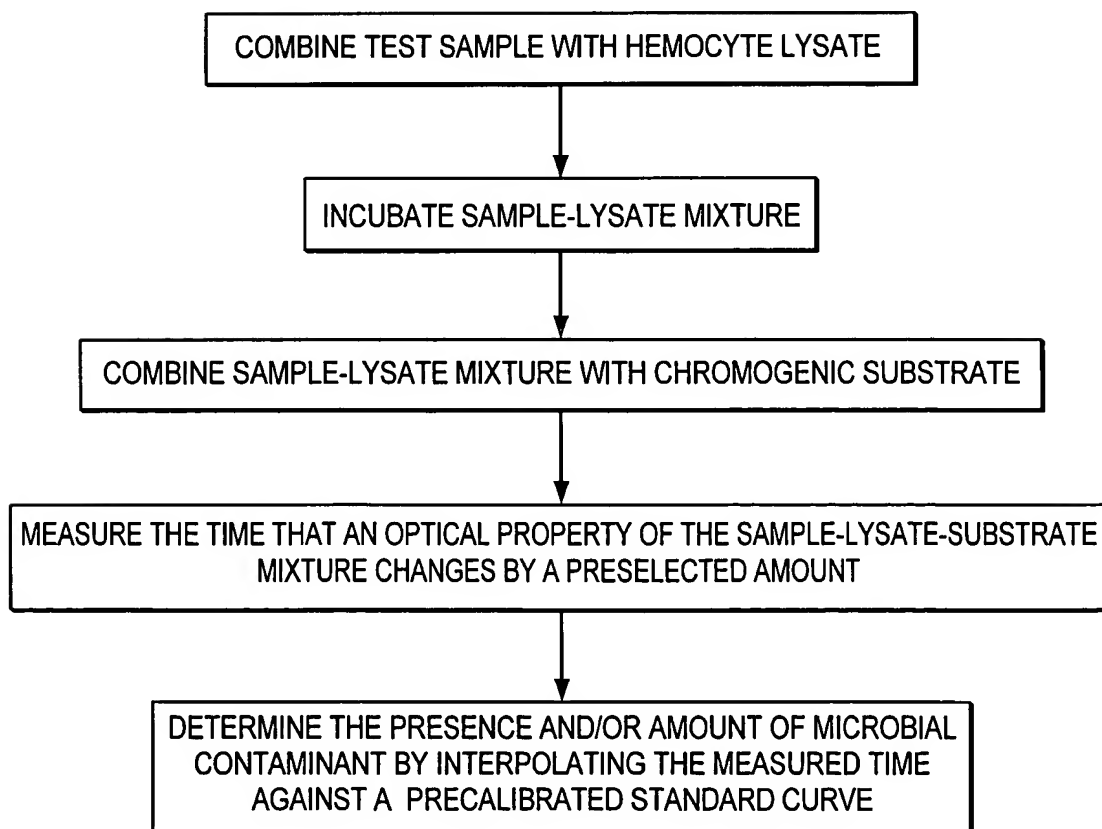 COMBINE TEST SAMPLE WITH HEMOCYTE LYSATE
INCUBATE SAMPLE-LYSATE MIXTURE
COMBINE SAMPLE-LYSATE MIXTURE WITH CHROMOGENIC SUBSTRATE
MEASURE THE TIME THAT AN OPTICAL PROPERTY OF THE SAMPLE-LYSATE-SUBSTRATE
MIXTURE CHANGES BY A PRESELECTED AMOUNT
DETERMINE THE PRESENCE AND/OR AMOUNT OF MICROBIAL
CONTAMINANT BY INTERPOLATING THE MEASURED TIME
AGAINST A PRECALIBRATED STANDARD CURVE